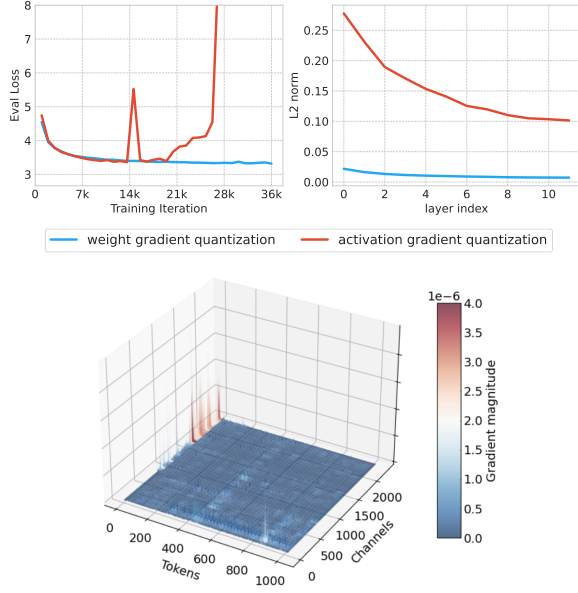 8
7
6
5
4
3
Eval Loss
0 7k 14k 21k 28k 36k
Training Iteration
0.25
0.20
0.15
0.10
0.05
0.00
L2 norm
0 2 4 6 8 10
layer index
weight gradient quantization activation gradient quantization
1e−6
4.0
3.5
3.0
2.5
2.0
1.5
1.0
0.5
0.0
Gradient magnitude
0 200 400 600 800 1000
Tokens
0 500 1000 1500 2000
Channels